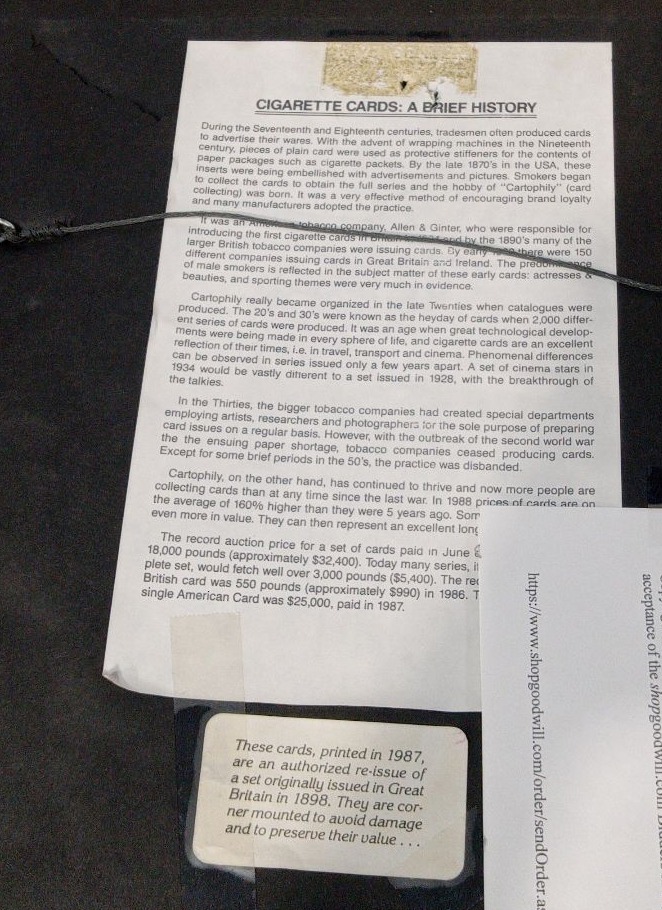 CIGARETTE CARDS: A BRIEF HISTORY
During the Seventeenth and Eighteenth centuries, tradesmen often produced cards
to advertise their wares. With the advent of wrapping machines in the Nineteenth
century, pieces of plain card were used as protective stiffeners for the contents of
paper packages such as cigarette packets. By the late 1870's in the USA, these
inserts were being embellished with advertisements and pictures. Smokers began
to collect the cards to obtain the full series and the hobby of "Cartophily" (card
collecting) was born. It was a very effective method of encouraging brand loyalty
and many manufacturers adopted the practice.
It was an American tobacco company, Allen & Ginter, who were responsible for
introducing the first cigarette cards in Britain and by the 1890's many of the
larger British tobacco companies were issuing cards. By early there were 150
different companies issuing cards in Great Britain and Ireland. The predominance
of male smokers is reflected in the subject matter of these early cards: actresses &
beauties, and sporting themes were very much in evidence.
Cartophily really became organized in the late Twenties when catalogues were
produced. The 20's and 30's were known as the heyday of cards when 2,000 differ-
ent series of cards were produced. It was an age when great technological develop-
ments were being made in every sphere of life, and cigarette cards are an excellent
reflection of their times, i.e. in travel, transport and cinema. Phenomenal differences
can be observed in series issued only a few years apart. A set of cinema stars in
1934 would be vastly different to a set issued in 1928, with the breakthrough of
the talkies.
In the Thirties, the bigger tobacco companies had created special departments
employing artists, researchers and photographers for the sole purpose of preparing
card issues on a regular basis. However, with the outbreak of the second world war
the the ensuing paper shortage, tobacco companies ceased producing cards.
Except for some brief periods in the 50's, the practice was disbanded.
Cartophily, on the other hand, has continued to thrive and now more people are
collecting cards than at any time since the last war. In 1988 prices of cards are on
the average of 160% higher than they were 5 years ago. Som
even more in value. They can then represent an excellent long
The record auction price for a set of cards paid in June
18,000 pounds (approximately $32,400). Today many series, i
plete set, would fetch well over 3,000 pounds ($5,400). The rec
British card was 550 pounds (approximately $990) in 1986. T
single American Card was $25,000, paid in 1987.
These cards, printed in 1987,
are an authorized re-issue of
a set originally issued in Great
Britain in 1898. They are cor-
ner mounted to avoid damage
and to preserve their value . . .
https://www.shopgoodwill.com/order/sendOrder.as
acceptance of the shopgoodwill.com